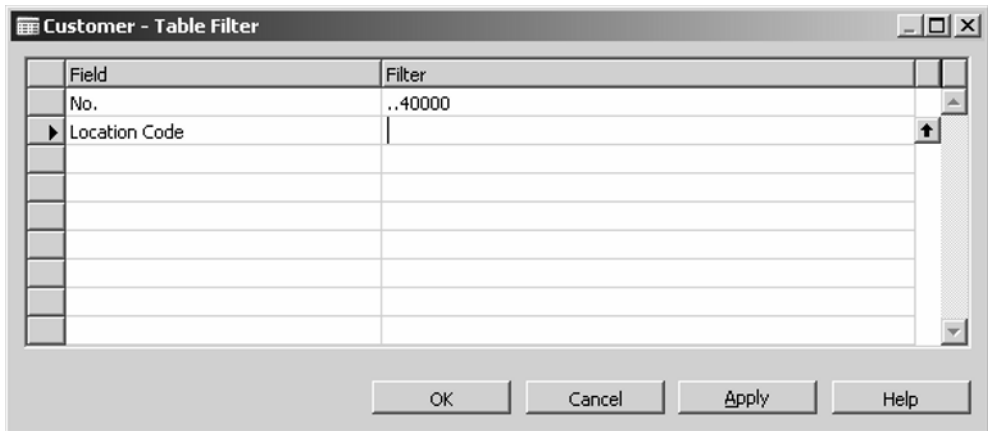 Customer - Table Filter
Field Filter
No. ..40000
Location Code
OK Cancel Apply Help